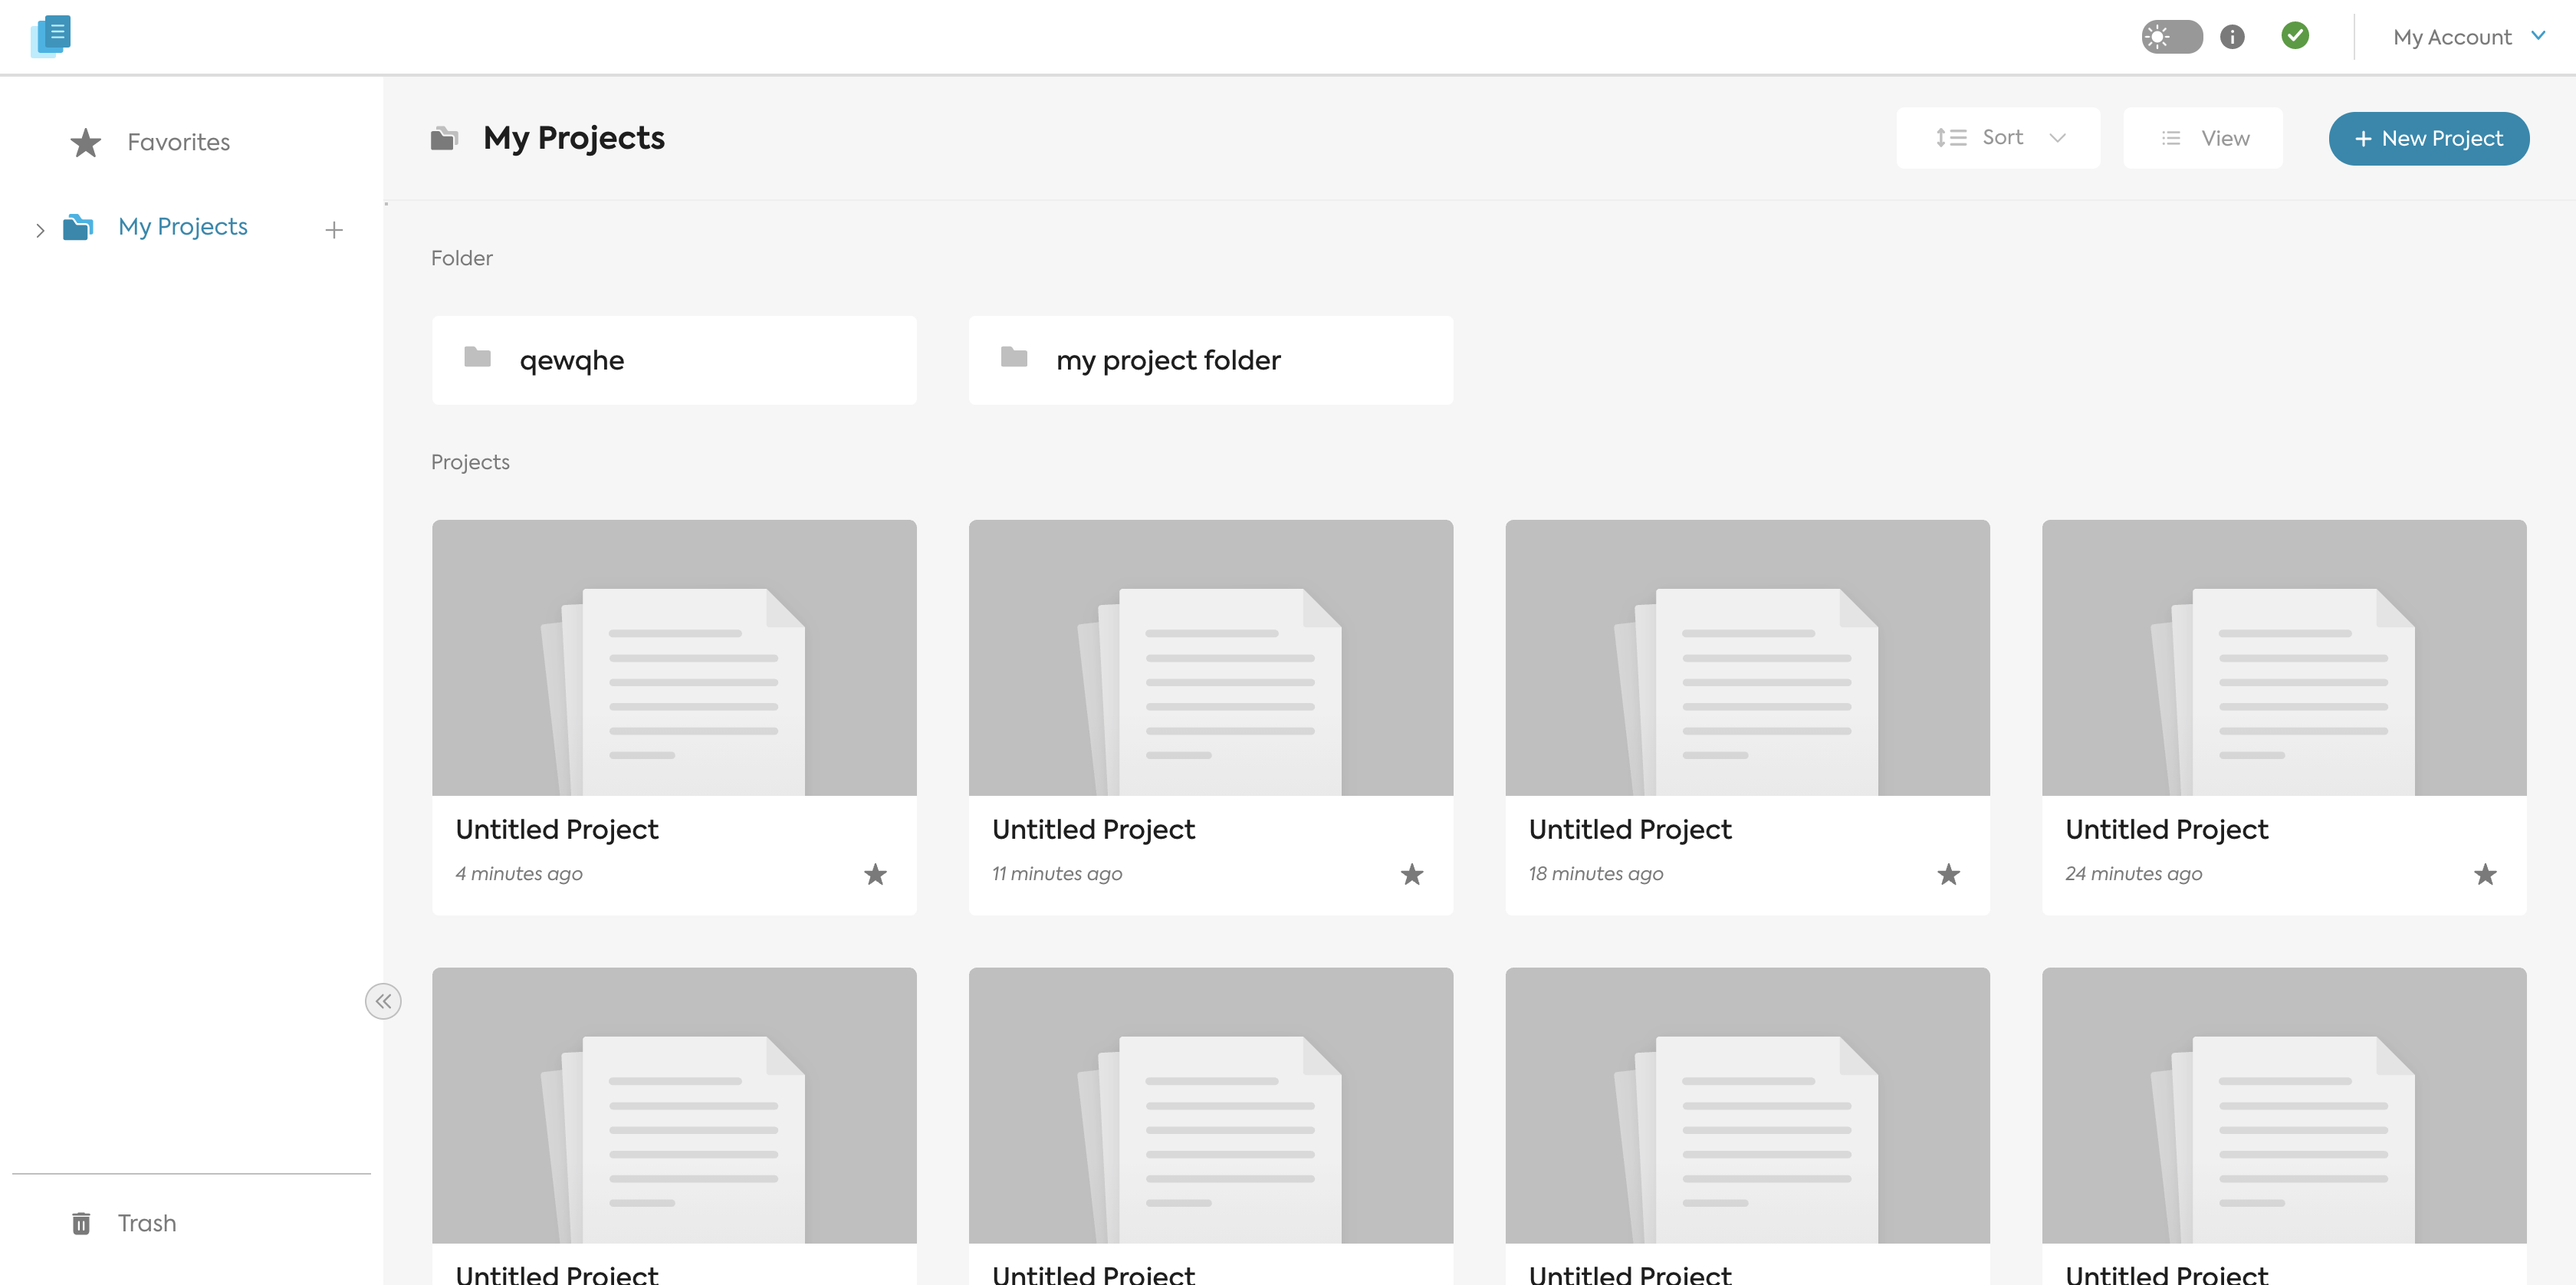 My Account
Favorites
My Projects
My Projects
Sort
View
New Project
Folder
qewqhe
my project folder
Projects
Untitled Project
Untitled Project
Untitled Project
Untitled Project
4 minutes ago
11 minutes ago
18 minutes ago
24 minutes ago
Untitled Project
Untitled Project
Untitled Project
Untitled Project
Trash